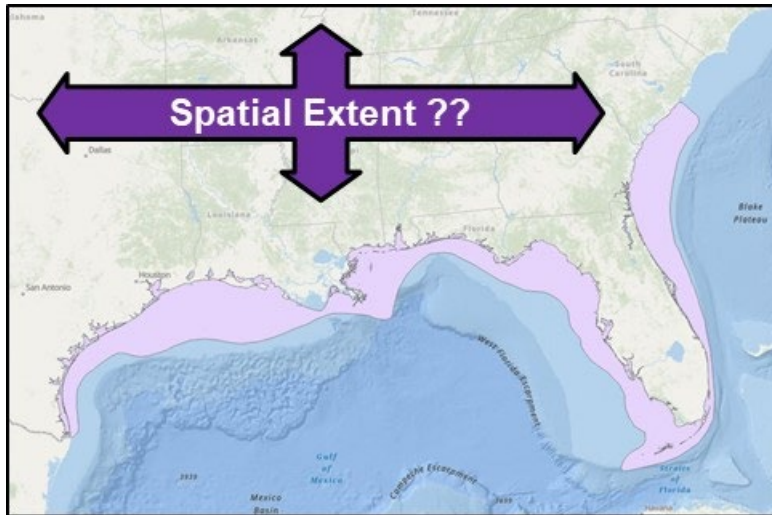 Oklahoma
Tennessee
Arkansas
South
Carolina
Spatial Extent ??
Dallas
Louisiana
Florida
Blake
Plateau
Houston
San Antonio
West Florida Escarpment
Gulf
of
Mexico
Campeche Escarpment
Straits
of
Florida
Mexico
Basin
Havana